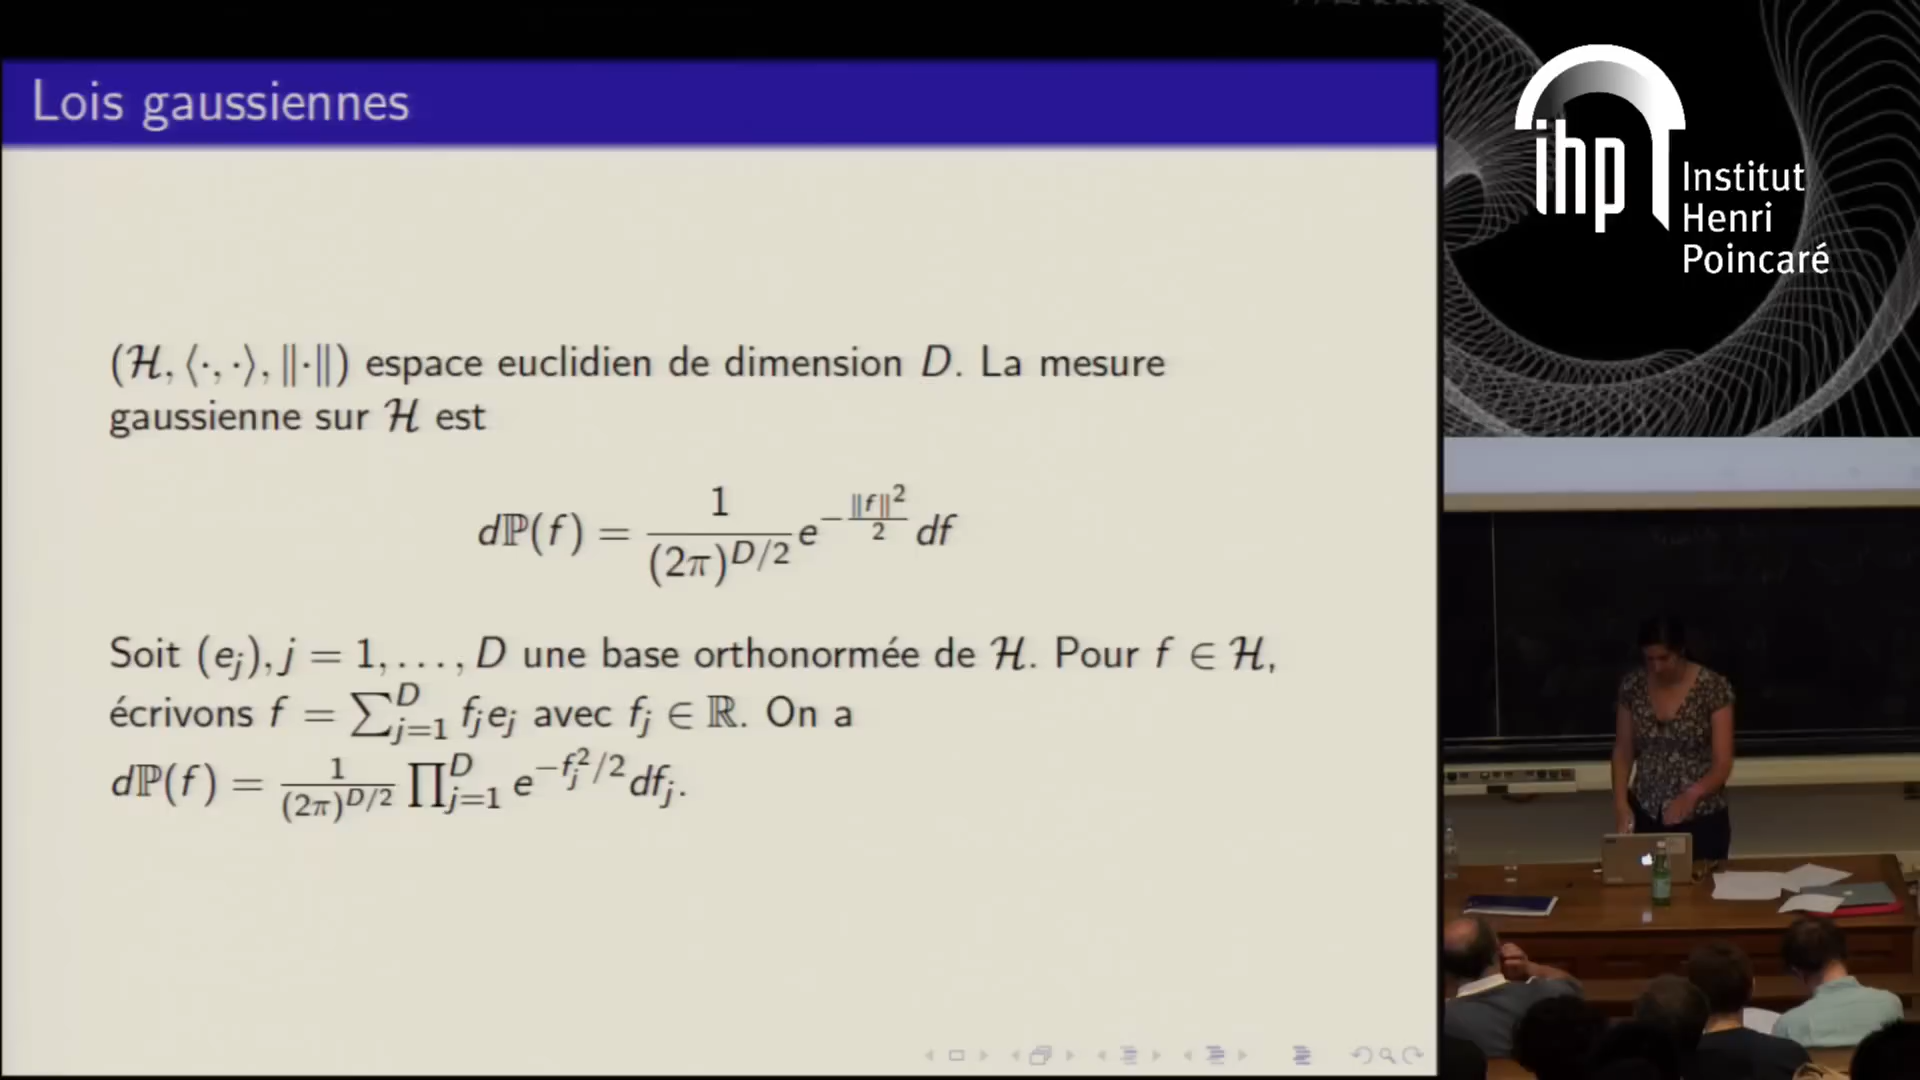 Lois gaussiennes
(ℋ, ⟨·, ·⟩, ‖·‖) espace euclidien de dimension D. La mesure
gaussienne sur ℋ est
dℙ(f) = 1/(2π)^{D/2} e^{-‖f‖²/2} df
Soit (e_j), j = 1, . . . , D une base orthonormée de ℋ. Pour f ∈ ℋ,
écrivons f = ∑_{j=1}^{D} f_j e_j avec f_j ∈ ℝ. On a
dℙ(f) = 1/(2π)^{D/2} ∏_{j=1}^{D} e^{-f_j²/2} df_j.
ihp
Institut
Henri
Poincaré